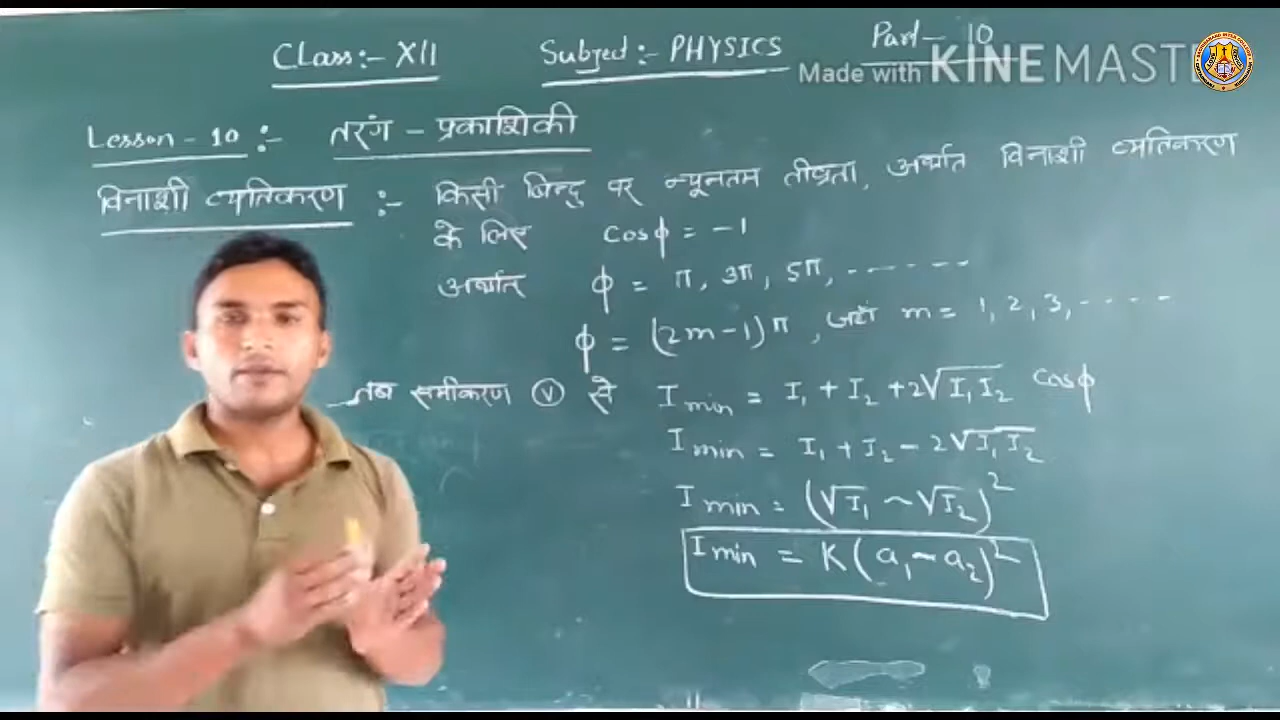 Class:- XII Subject:- PHYSICS Part- 10
Made with KINEMASTE
Lesson - 10 :- तरंग - प्रकाशिकी
विनाशी व्यतिकरण :- किसी बिन्दु पर न्यूनतम तीव्रता, अर्थात विनाशी व्यतिकरण
के लिए cosϕ = -1
अर्थात ϕ = π, 3π, 5π, ------
ϕ = (2m-1)π, जहाँ m = 1, 2, 3, ----
तब समीकरण Ⓥ से I min = I₁ + I₂ + 2√I₁I₂ cosϕ
I min = I₁ + I₂ - 2√I₁I₂
I min = (√I₁ ~ √I₂)²
I min = K(a₁ ~ a₂)²